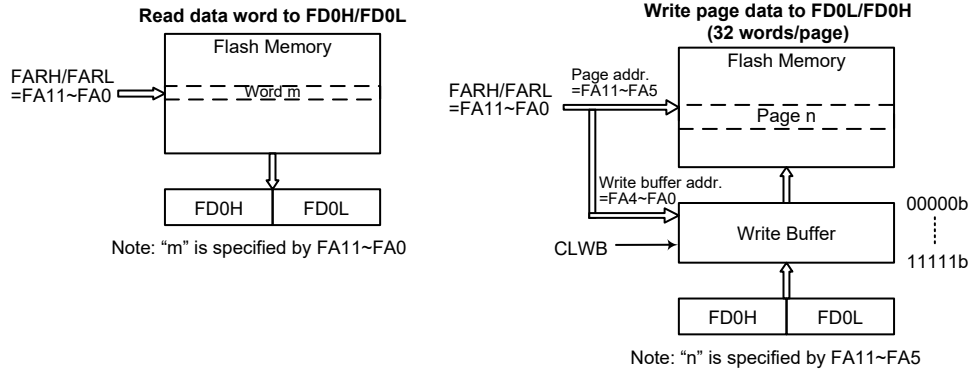 Read data word to FD0H/FD0L
Flash Memory
FARH/FARL
=FA11~FA0
Word m
FD0H
FD0L
Note: “m” is specified by FA11~FA0
Write page data to FD0L/FD0H
(32 words/page)
Flash Memory
FARH/FARL
=FA11~FA0
Page addr.
=FA11~FA5
Page n
Write buffer addr.
=FA4~FA0
CLWB
Write Buffer
00000b
11111b
FD0H
FD0L
Note: “n” is specified by FA11~FA5